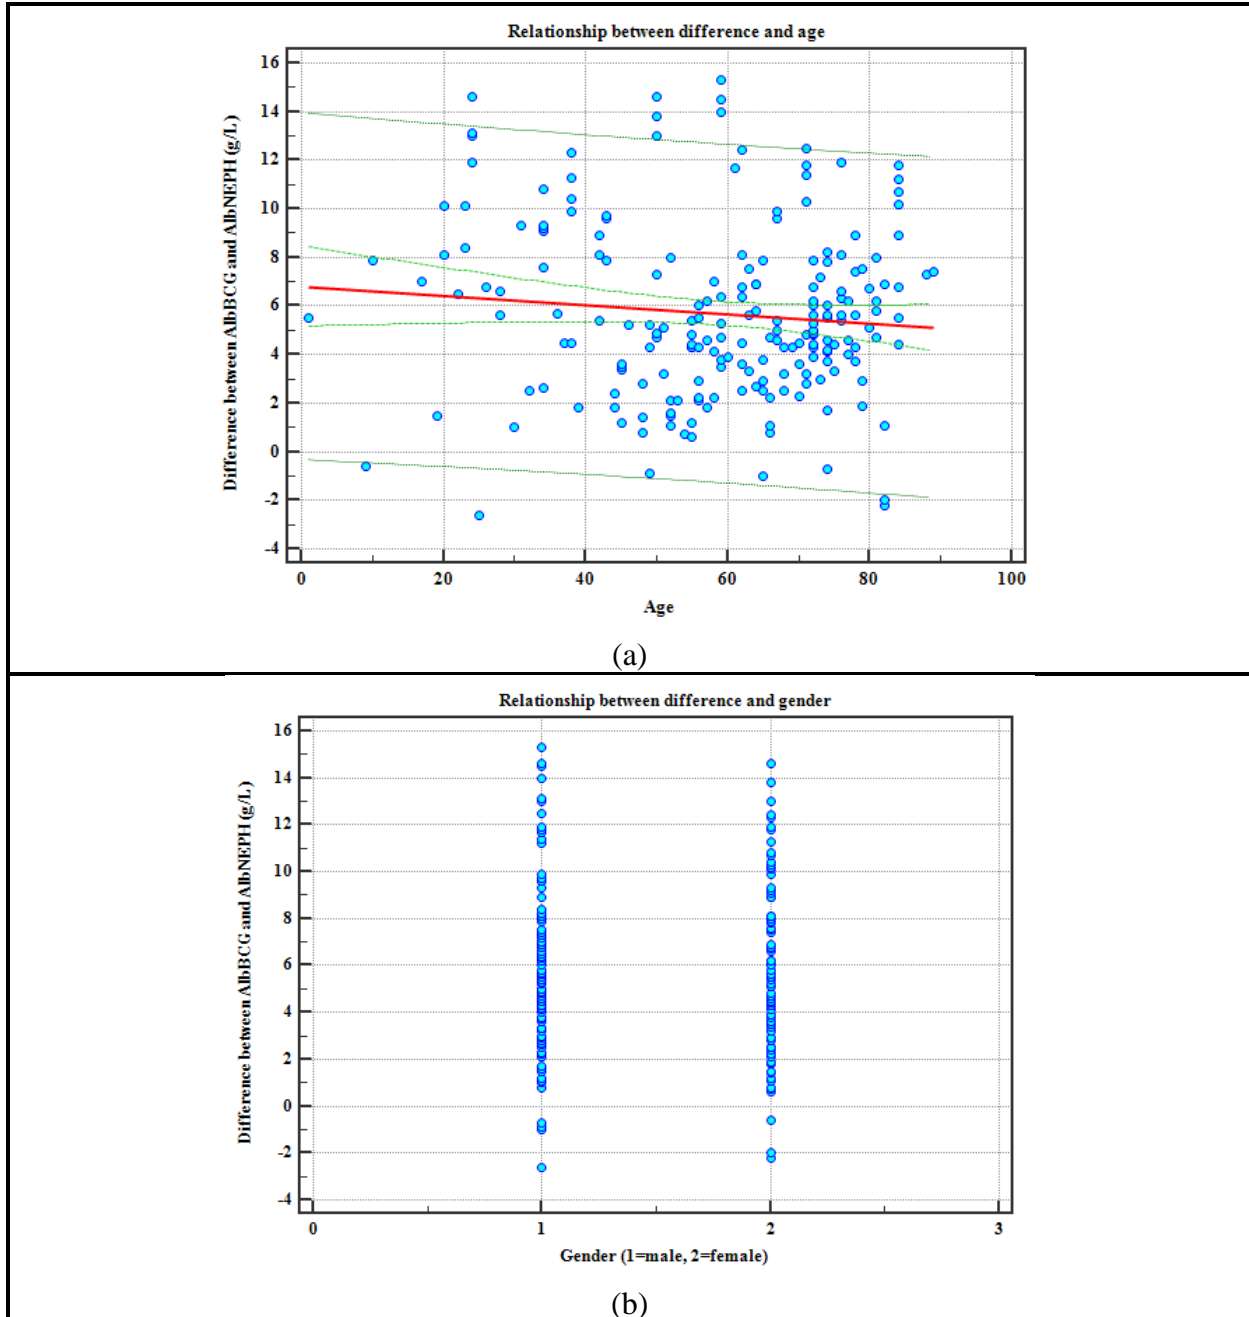 Relationship between difference and age
Difference between AlbBCG and AlbNEPH (g/L)
16
14
12
10
8
6
4
2
0
-2
-4
0 20 40 60 80 100
Age
(a)
Relationship between difference and gender
Difference between AlbBCG and AlbNEPH (g/L)
16
14
12
10
8
6
4
2
0
-2
-4
0 1 2 3
Gender (1=male, 2=female)
(b)